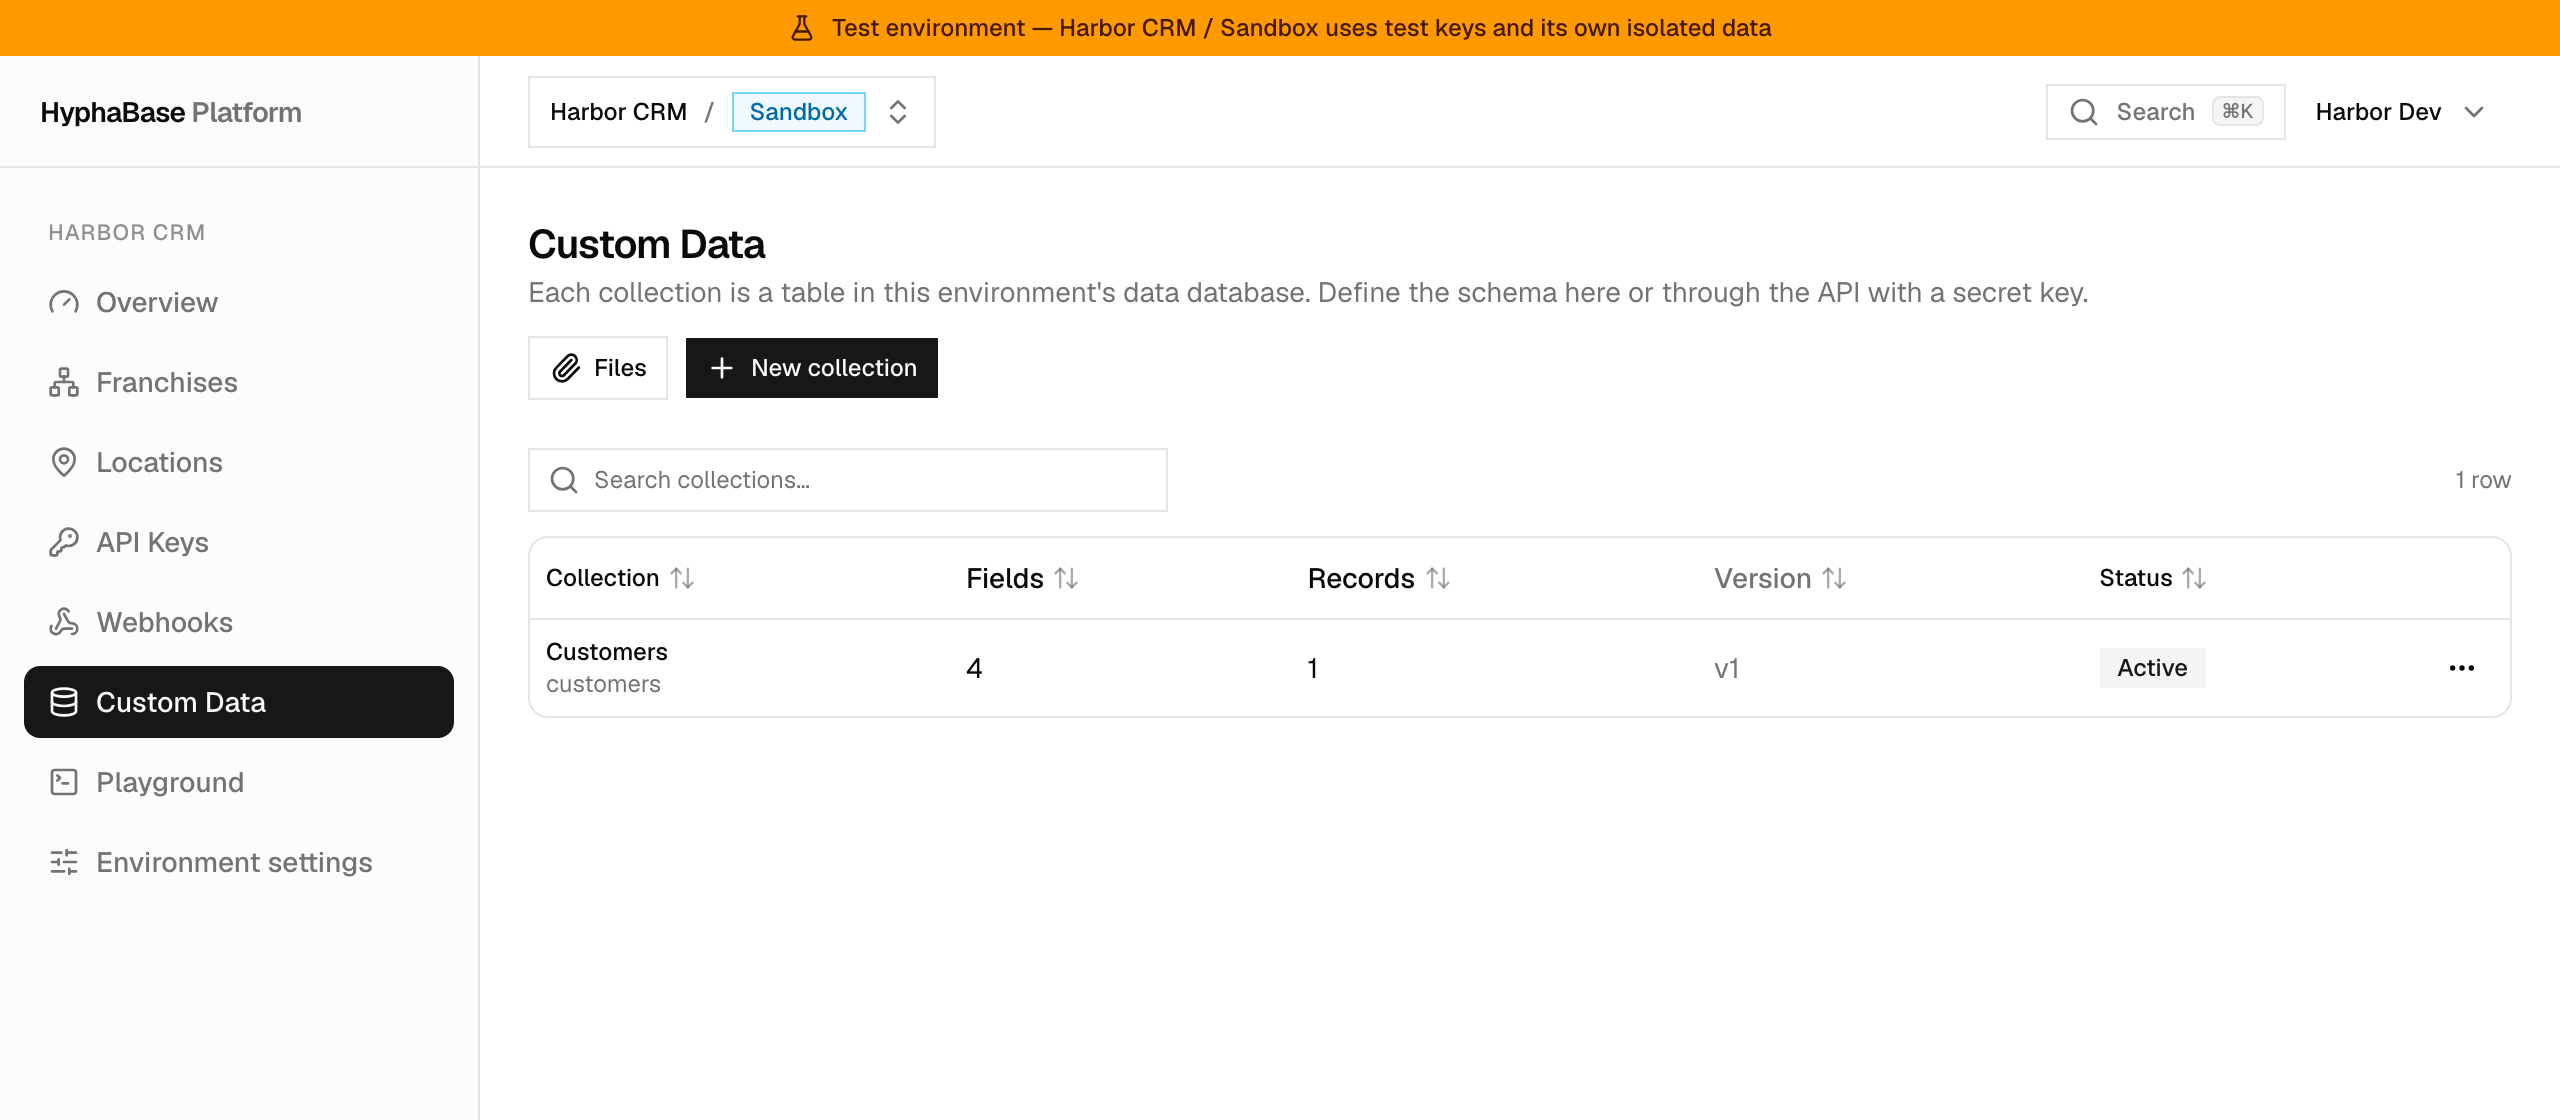 Test environment — Harbor CRM / Sandbox uses test keys and its own isolated data
HyphaBase Platform
Harbor CRM / Sandbox
Search ⌘K
Harbor Dev
HARBOR CRM
Overview
Franchises
Locations
API Keys
Webhooks
Custom Data
Playground
Environment settings
Custom Data
Each collection is a table in this environment's data database. Define the schema here or through the API with a secret key.
Files
New collection
Search collections...
1 row
Collection Fields Records Version Status
Customers 4 1 v1 Active
customers